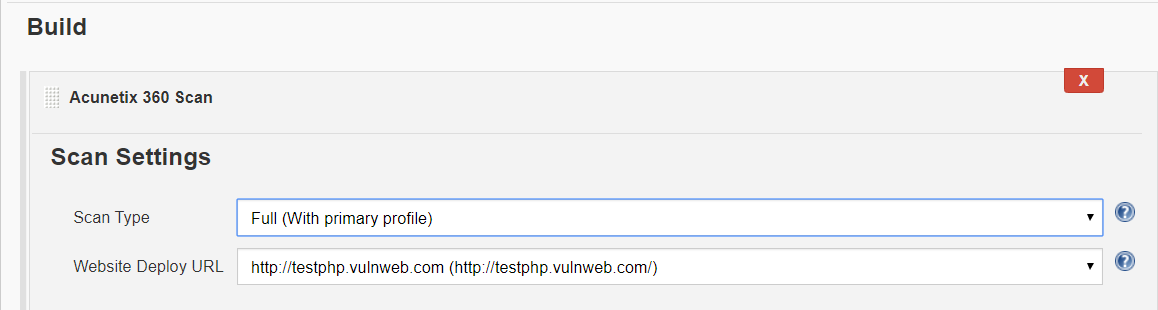 Build
X
Acunetix 360 Scan
Scan Settings
Scan Type Full (With primary profile) ?
Website Deploy URL http://testphp.vulnweb.com (http://testphp.vulnweb.com/) ?